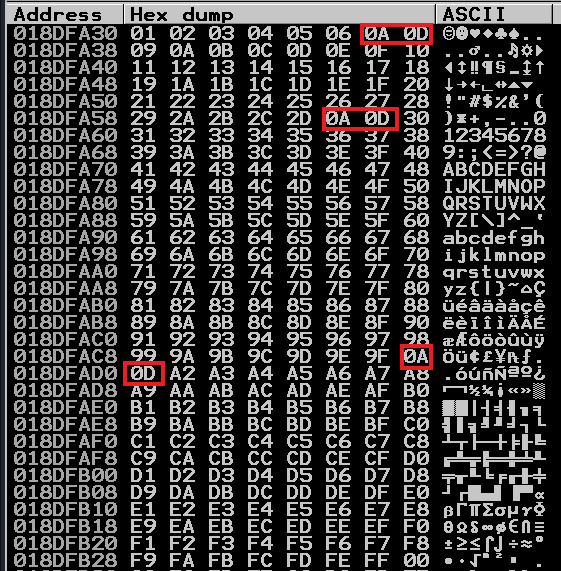 Address Hex dump ASCII
018DFA30 01 02 03 04 05 06 0A 0D ☺☻♥♦♣♠..
018DFA38 09 0A 0B 0C 0D 0E 0F 10 ..♂..♫☼►
018DFA40 11 12 13 14 15 16 17 18 ◄↕‼¶§▬↨↑
018DFA48 19 1A 1B 1C 1D 1E 1F 20 ↓→←∟↔▲▼
018DFA50 21 22 23 24 25 26 27 28 !"#$%&'(
018DFA58 29 2A 2B 2C 2D 0A 0D 30 )*+,-..0
018DFA60 31 32 33 34 35 36 37 38 12345678
018DFA68 39 3A 3B 3C 3D 3E 3F 40 9:;<=>?@
018DFA70 41 42 43 44 45 46 47 48 ABCDEFGH
018DFA78 49 4A 4B 4C 4D 4E 4F 50 IJKLMNOP
018DFA80 51 52 53 54 55 56 57 58 QRSTUVWX
018DFA88 59 5A 5B 5C 5D 5E 5F 60 YZ[\]^_`
018DFA90 61 62 63 64 65 66 67 68 abcdefgh
018DFA98 69 6A 6B 6C 6D 6E 6F 70 ijklmnop
018DFAA0 71 72 73 74 75 76 77 78 qrstuvwx
018DFAA8 79 7A 7B 7C 7D 7E 7F 80 yz{|}~⌂Ç
018DFAB0 81 82 83 84 85 86 87 88 üéâäàåçê
018DFAB8 89 8A 8B 8C 8D 8E 8F 90 ëèïîìÄÅÉ
018DFAC0 91 92 93 94 95 96 97 98 æÆôöòûùÿ
018DFAC8 99 9A 9B 9C 9D 9E 9F 0A ÖÜ¢£¥₧ƒ.
018DFAD0 0D A2 A3 A4 A5 A6 A7 A8 .óúñÑªº¿
018DFAD8 A9 AA AB AC AD AE AF B0 ⌐¬½¼¡«»░
018DFAE0 B1 B2 B3 B4 B5 B6 B7 B8 ▒▓│┤╡╢╖╕
018DFAE8 B9 BA BB BC BD BE BF C0 ╣║╗╝╜╛┐└
018DFAF0 C1 C2 C3 C4 C5 C6 C7 C8 ┴┬├─┼╞╟╚
018DFAF8 C9 CA CB CC CD CE CF D0 ╔╩╦╠═╬╧╨
018DFB00 D1 D2 D3 D4 D5 D6 D7 D8 ╤╥╙╘╒╓╫╪
018DFB08 D9 DA DB DC DD DE DF E0 ┘┌█▄▌▐▀α
018DFB10 E1 E2 E3 E4 E5 E6 E7 E8 ßΓπΣσµτΦ
018DFB18 E9 EA EB EC ED EE EF F0 ΘΩδ∞φε∩≡
018DFB20 F1 F2 F3 F4 F5 F6 F7 F8 ±≥≤⌠⌡÷≈°
018DFB28 F9 FA FB FC FD FE FF 00 ∙·√ⁿ²■ .